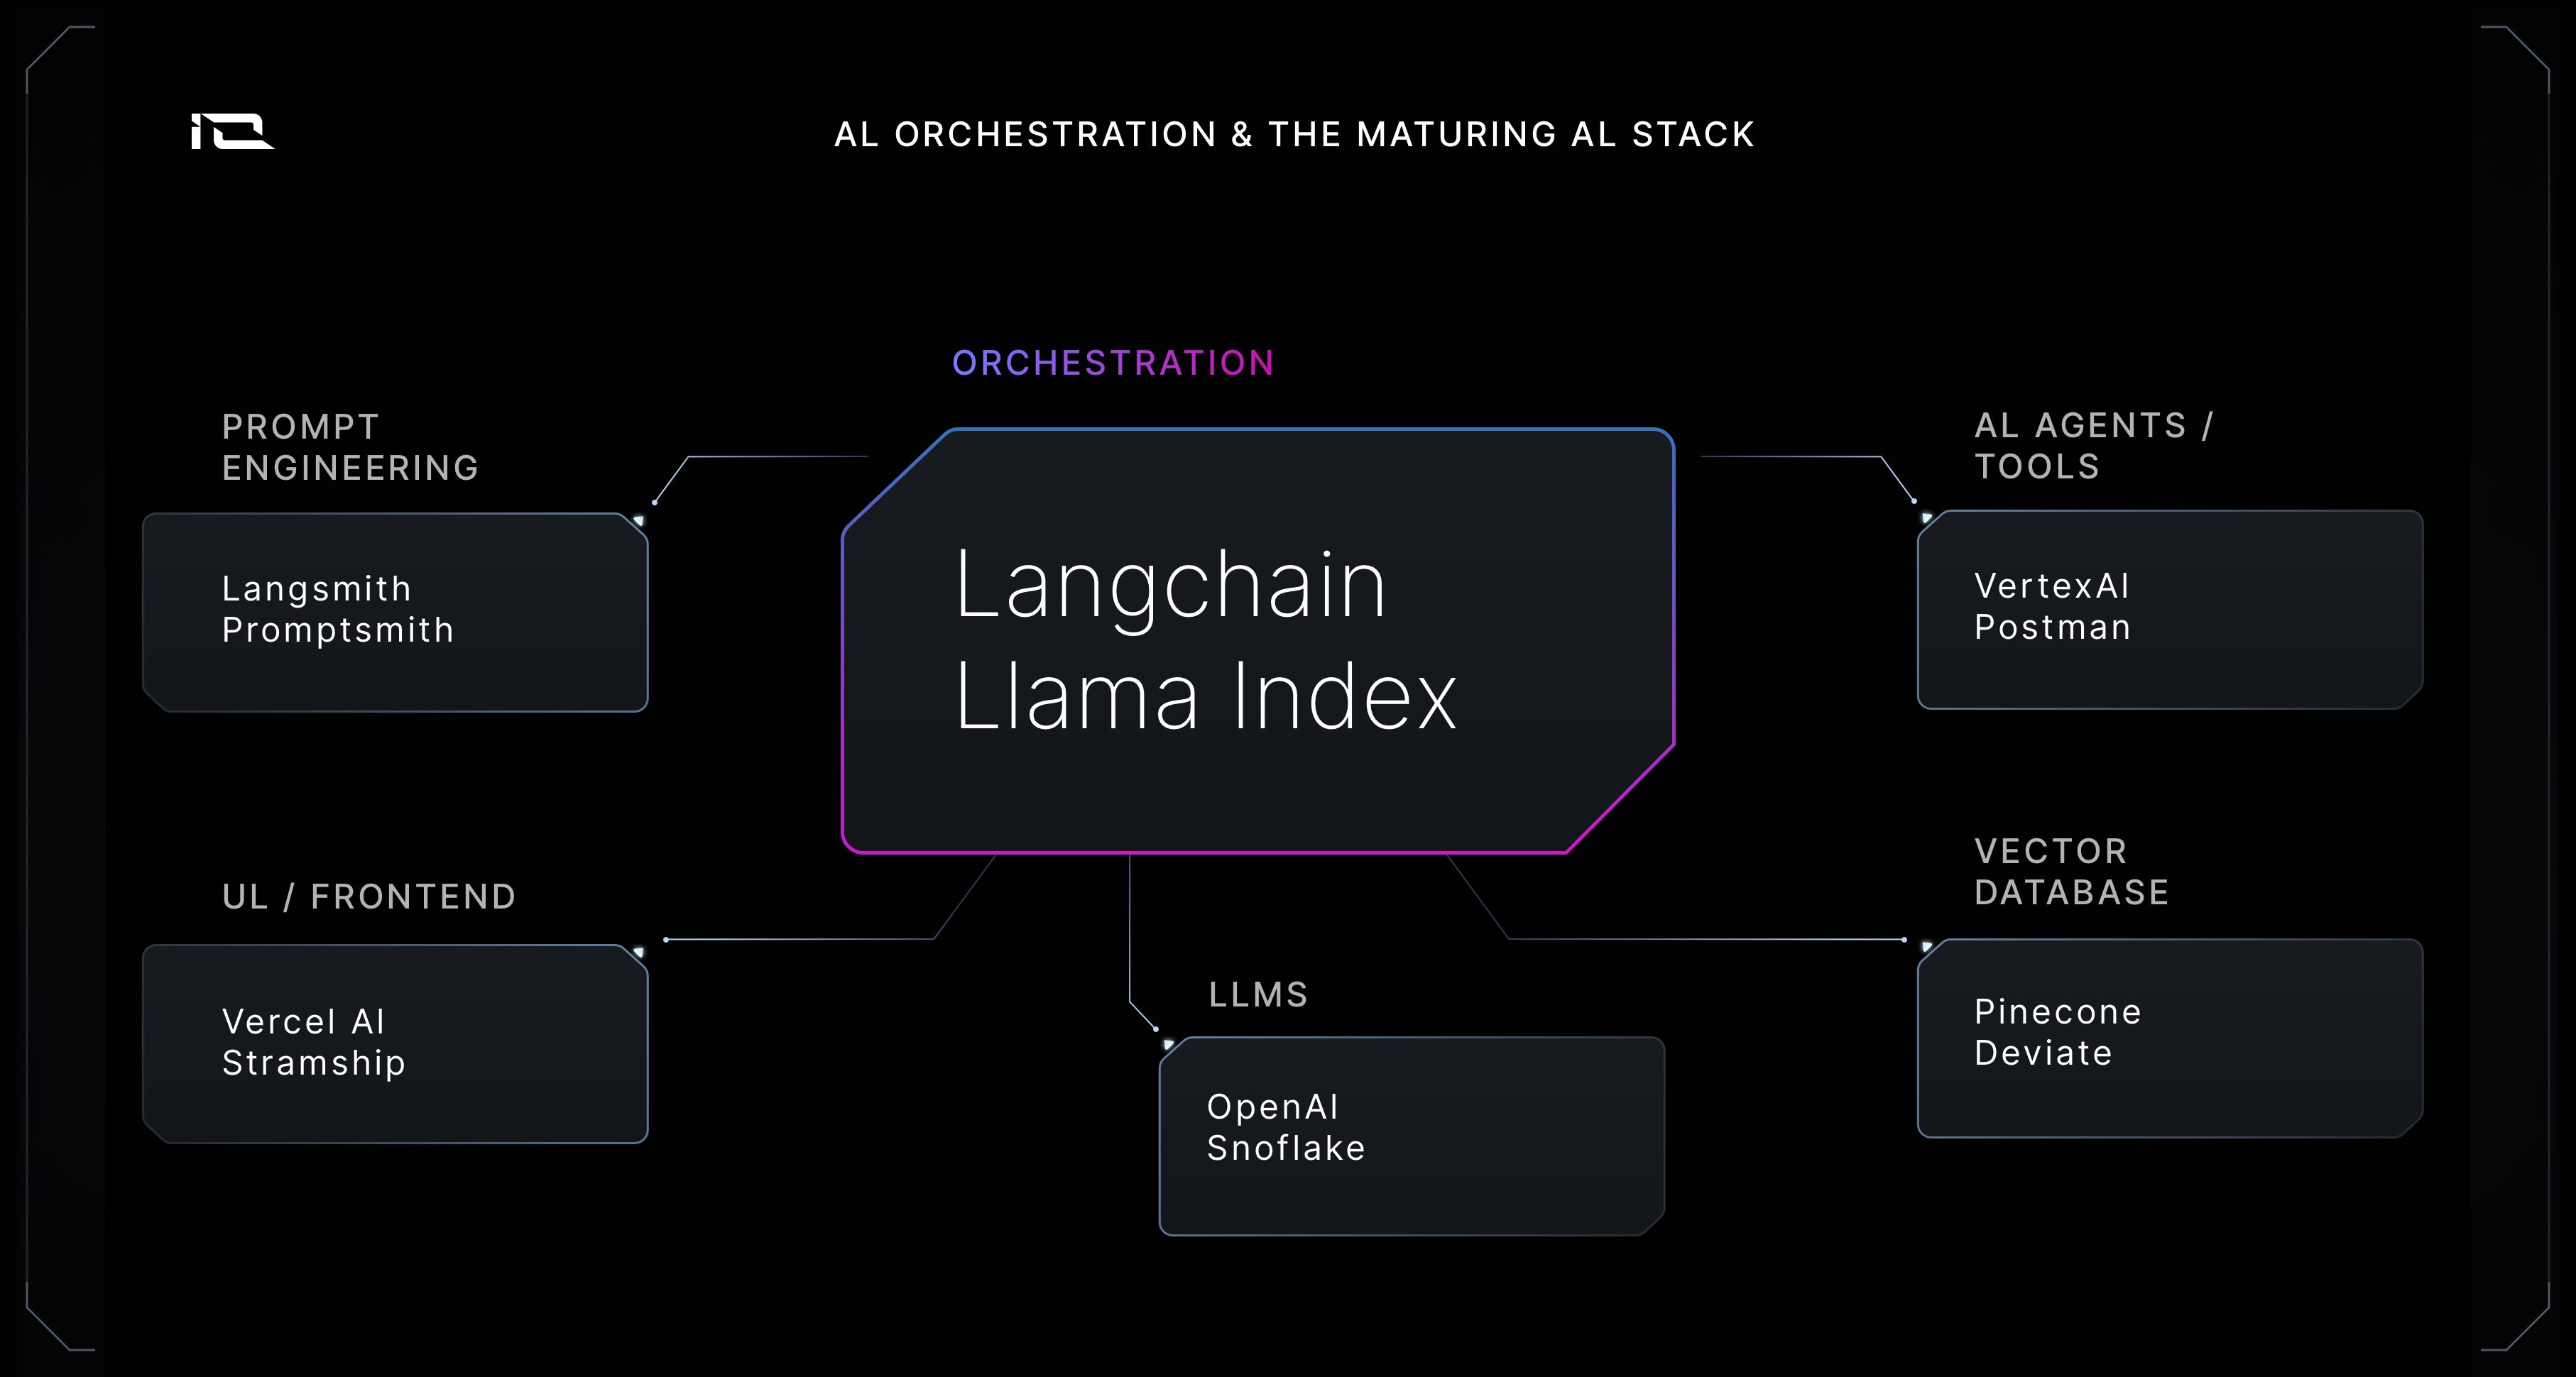 IQ
AL ORCHESTRATION & THE MATURING AL STACK
ORCHESTRATION
Langchain
Llama Index
PROMPT
ENGINEERING
Langsmith
Promptsmith
AL AGENTS /
TOOLS
VertexAI
Postman
UL / FRONTEND
Vercel AI
Stramship
LLMS
OpenAI
Snoflake
VECTOR
DATABASE
Pinecone
Deviate